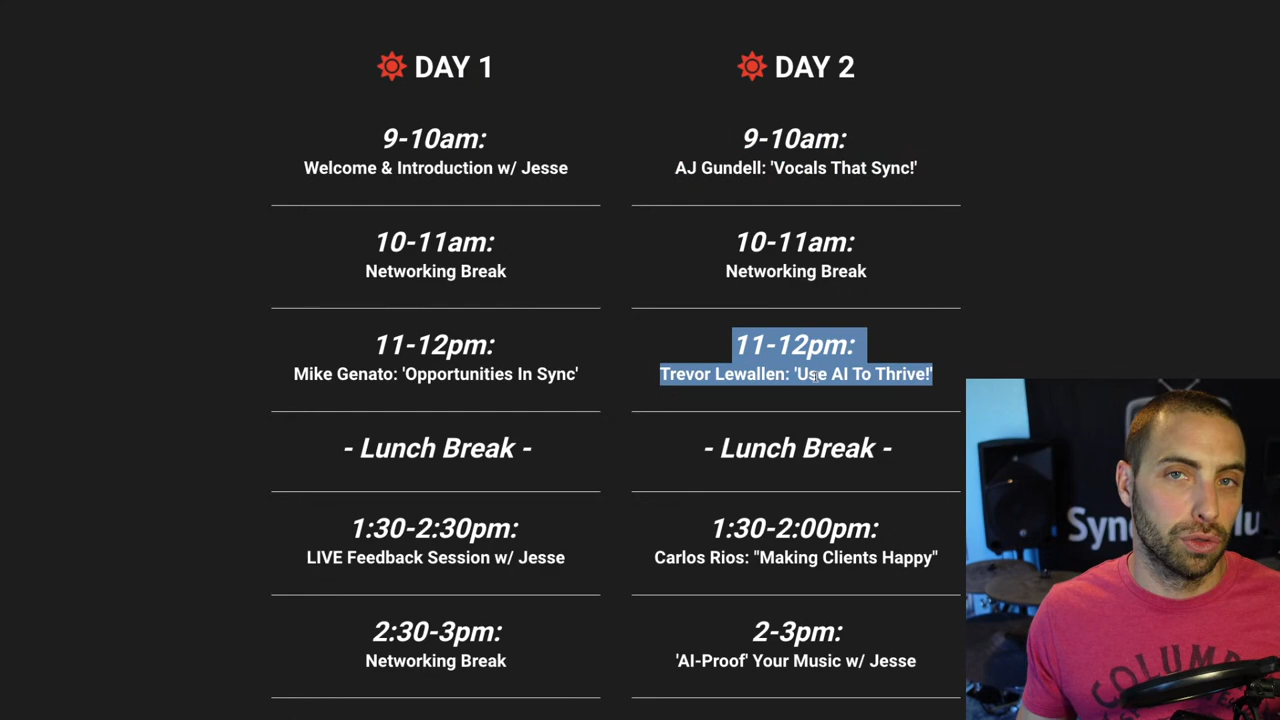 DAY 1
9-10am:
Welcome & Introduction w/ Jesse
10-11am:
Networking Break
11-12pm:
Mike Genato: 'Opportunities In Sync'
- Lunch Break -
1:30-2:30pm:
LIVE Feedback Session w/ Jesse
2:30-3pm:
Networking Break
DAY 2
9-10am:
AJ Gundell: 'Vocals That Sync!'
10-11am:
Networking Break
11-12pm:
Trevor Lewallen: 'Use AI To Thrive!'
- Lunch Break -
1:30-2:00pm:
Carlos Rios: "Making Clients Happy"
2-3pm:
'AI-Proof' Your Music w/ Jesse
Sync
COLUMB